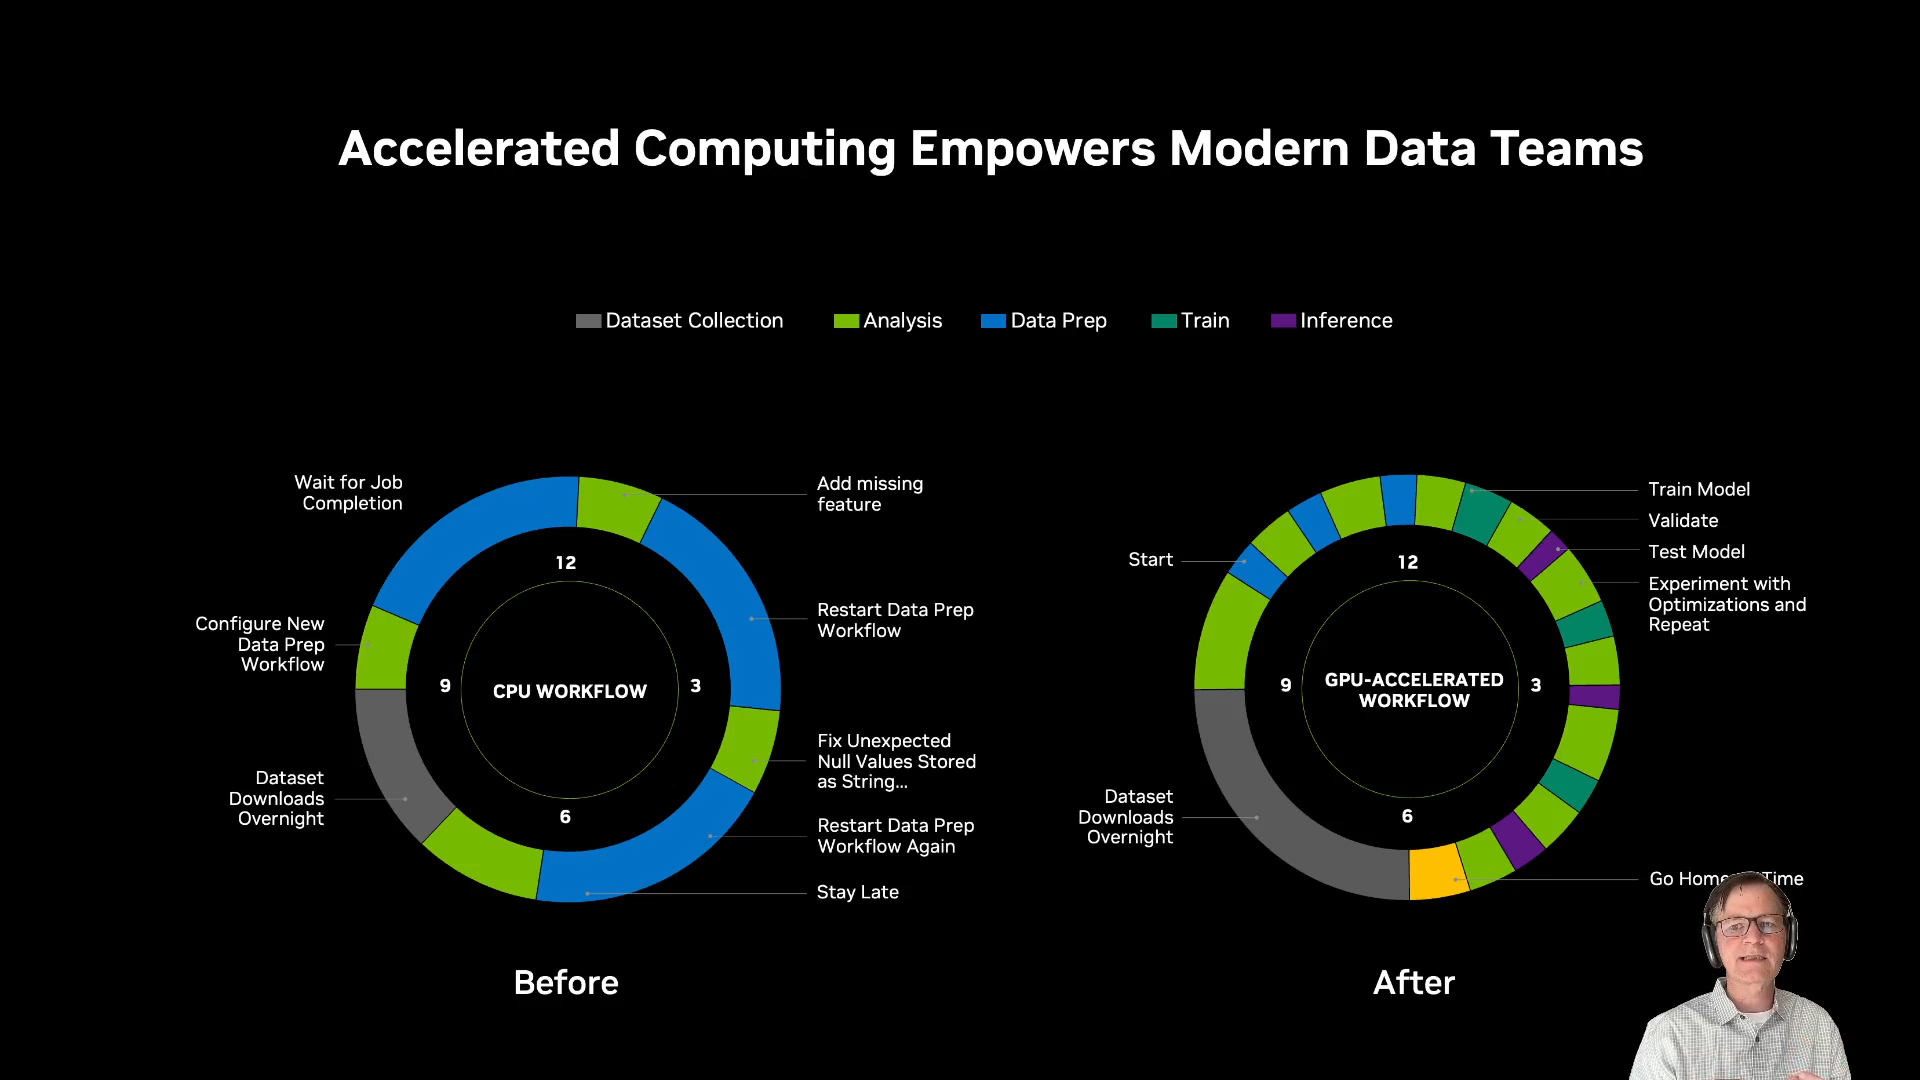 Accelerated Computing Empowers Modern Data Teams
Dataset Collection
Analysis
Data Prep
Train
Inference
Wait for Job
Completion
Add missing
feature
Configure New
Data Prep
Workflow
Restart Data Prep
Workflow
Dataset
Downloads
Overnight
Fix Unexpected
Null Values Stored
as String...
Restart Data Prep
Workflow Again
Stay Late
12
9
3
6
CPU WORKFLOW
Before
Start
Train Model
Validate
Test Model
Experiment with
Optimizations and
Repeat
Dataset
Downloads
Overnight
Go Home Time
12
9
3
6
GPU-ACCELERATED
WORKFLOW
After